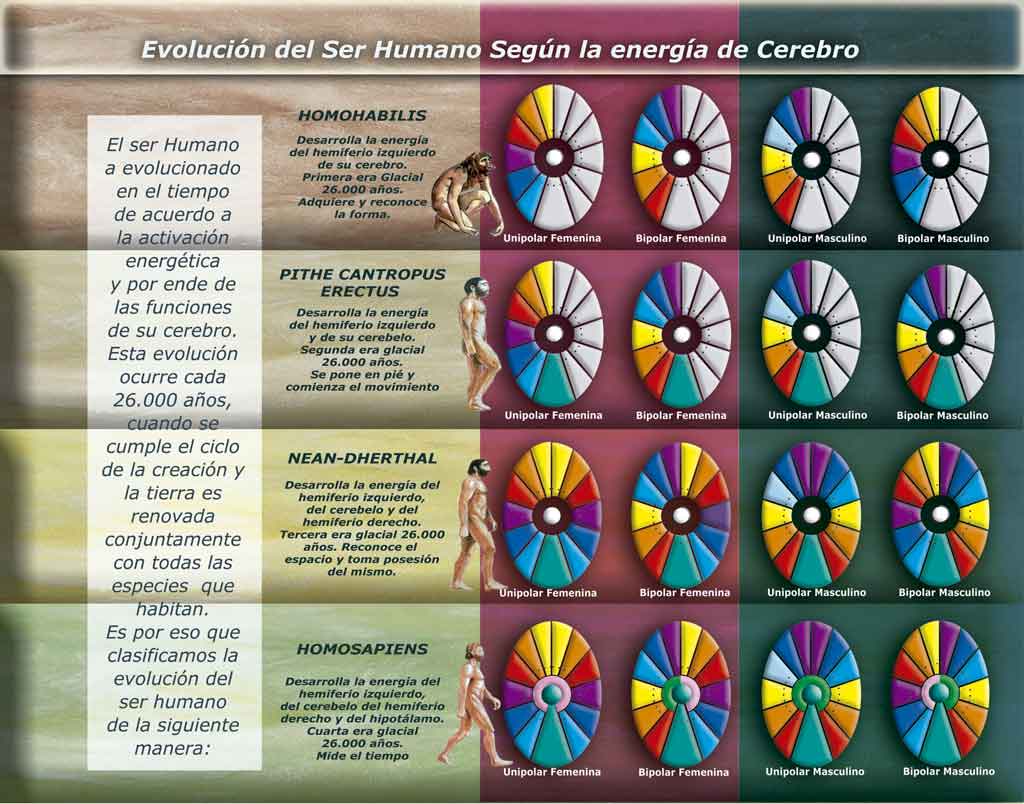 Evolución del Ser Humano Según la energía de Cerebro
El ser Humano
a evolucionado
en el tiempo
de acuerdo a
la activación
energética
y por ende de
las funciones
de su cerebro.
Esta evolución
ocurre cada
26.000 años,
cuando se
cumple el ciclo
de la creación y
la tierra es
renovada
conjuntamente
con todas las
especies que
habitan.
Es por eso que
clasificamos la
evolución del
ser humano
de la siguiente
manera:
HOMOHABILIS
Desarrolla la energía
del hemiferio izquierdo
de su cerebro.
Primera era Glacial
26.000 años.
Adquiere y reconoce
la forma.
Unipolar Femenina
Bipolar Femenina
Unipolar Masculino
Bipolar Masculino
PITHE CANTROPUS
ERECTUS
Desarrolla la energía
del hemiferio izquierdo
y de su cerebelo.
Segunda era glacial
26.000 años.
Se pone en pié y
comienza el movimiento
Unipolar Femenina
Bipolar Femenina
Unipolar Masculino
Bipolar Masculino
NEAN-DHERTHAL
Desarrolla la energía del
hemiferio izquierdo,
del cerebelo y del
hemiferio derecho.
Tercera era glacial 26.000
años. Reconoce el
espacio y toma posesión
del mismo.
Unipolar Femenina
Bipolar Femenina
Unipolar Masculino
Bipolar Masculino
HOMOSAPIENS
Desarrolla la energia del
hemiferio izquierdo,
del cerebelo del hemiferio
derecho y del hipotálamo.
Cuarta era glacial
26.000 años.
Mide el tiempo
Unipolar Femenina
Bipolar Femenina
Unipolar Masculino
Bipolar Masculino